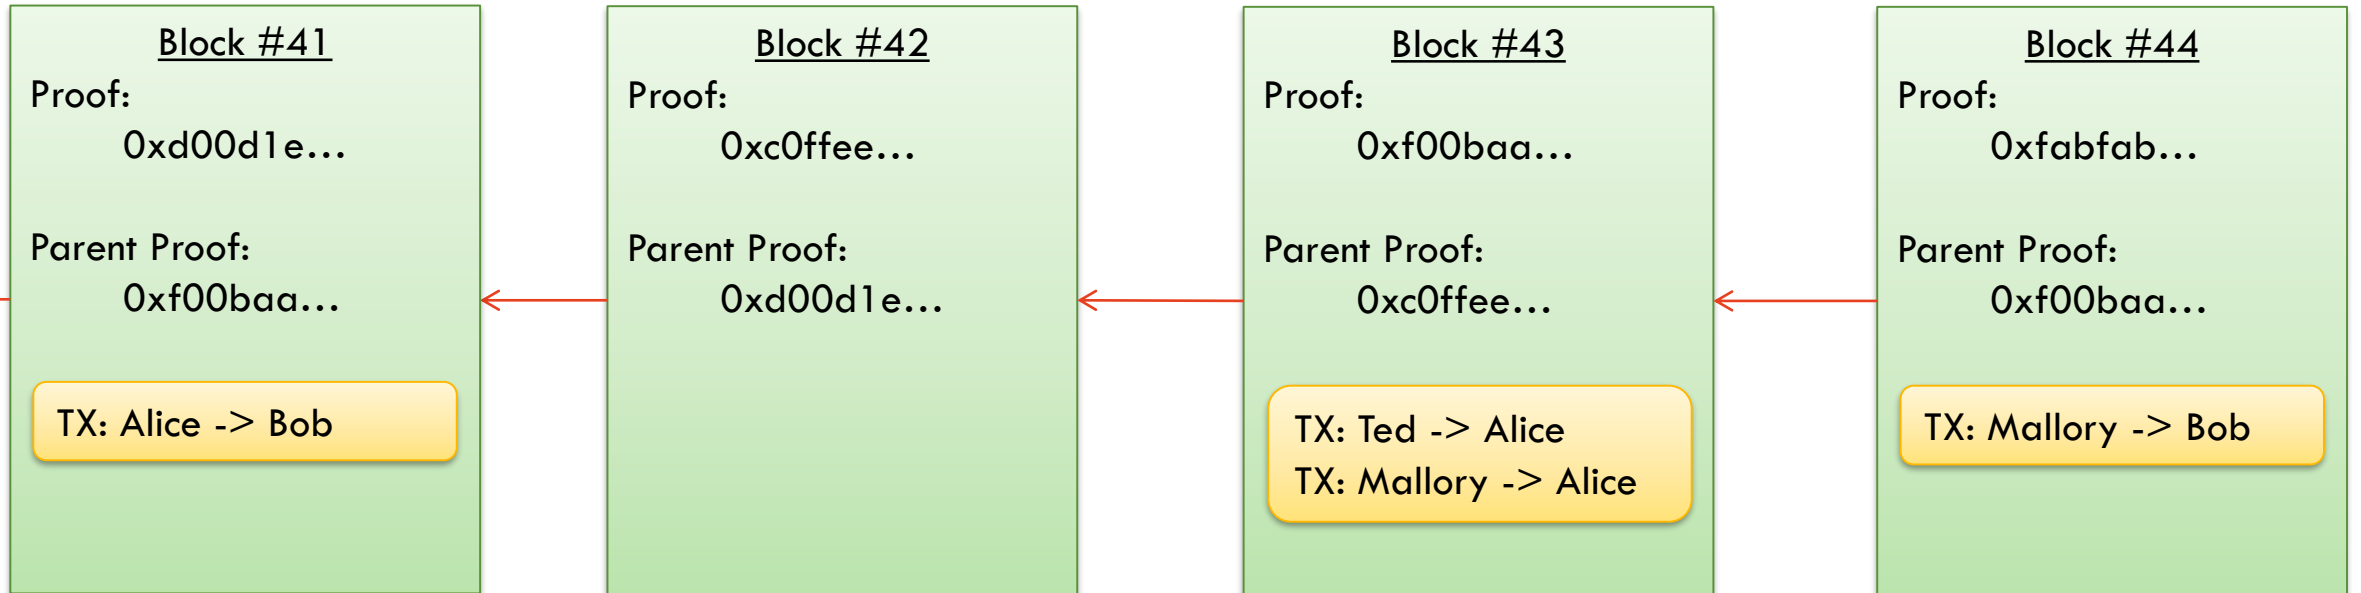 Block #41
Proof:
0xd00d1e...
Parent Proof:
0xf00baa...
TX: Alice -> Bob
Block #42
Proof:
0xc0ffee...
Parent Proof:
0xd00d1e...
Block #43
Proof:
0xf00baa...
Parent Proof:
0xc0ffee...
TX: Ted -> Alice
TX: Mallory -> Alice
Block #44
Proof:
0xfabfab...
Parent Proof:
0xf00baa...
TX: Mallory -> Bob